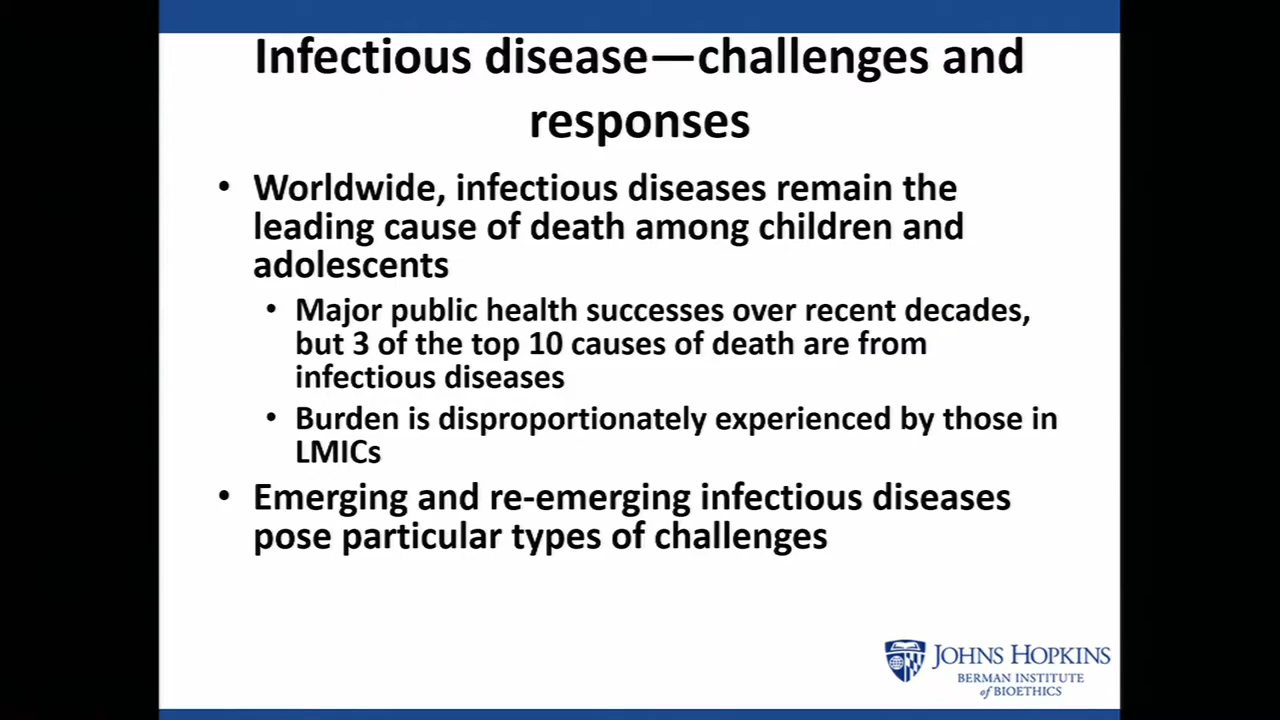 Infectious disease—challenges and
responses
• Worldwide, infectious diseases remain the
leading cause of death among children and
adolescents
• Major public health successes over recent decades,
but 3 of the top 10 causes of death are from
infectious diseases
• Burden is disproportionately experienced by those in
LMICs
• Emerging and re-emerging infectious diseases
pose particular types of challenges
JOHNS HOPKINS
BERMAN INSTITUTE
of BIOETHICS